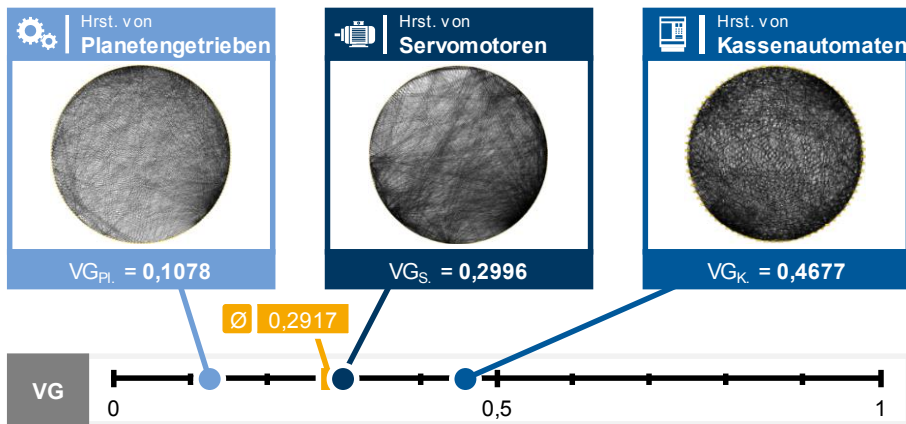 Hrst. von
Planetengetrieben
Hrst. von
Servomotoren
Hrst. von
Kassenautomaten
VGPl. = 0,1078
VGS. = 0,2996
VGK. = 0,4677
Ø 0,2917
VG
0
0,5
1